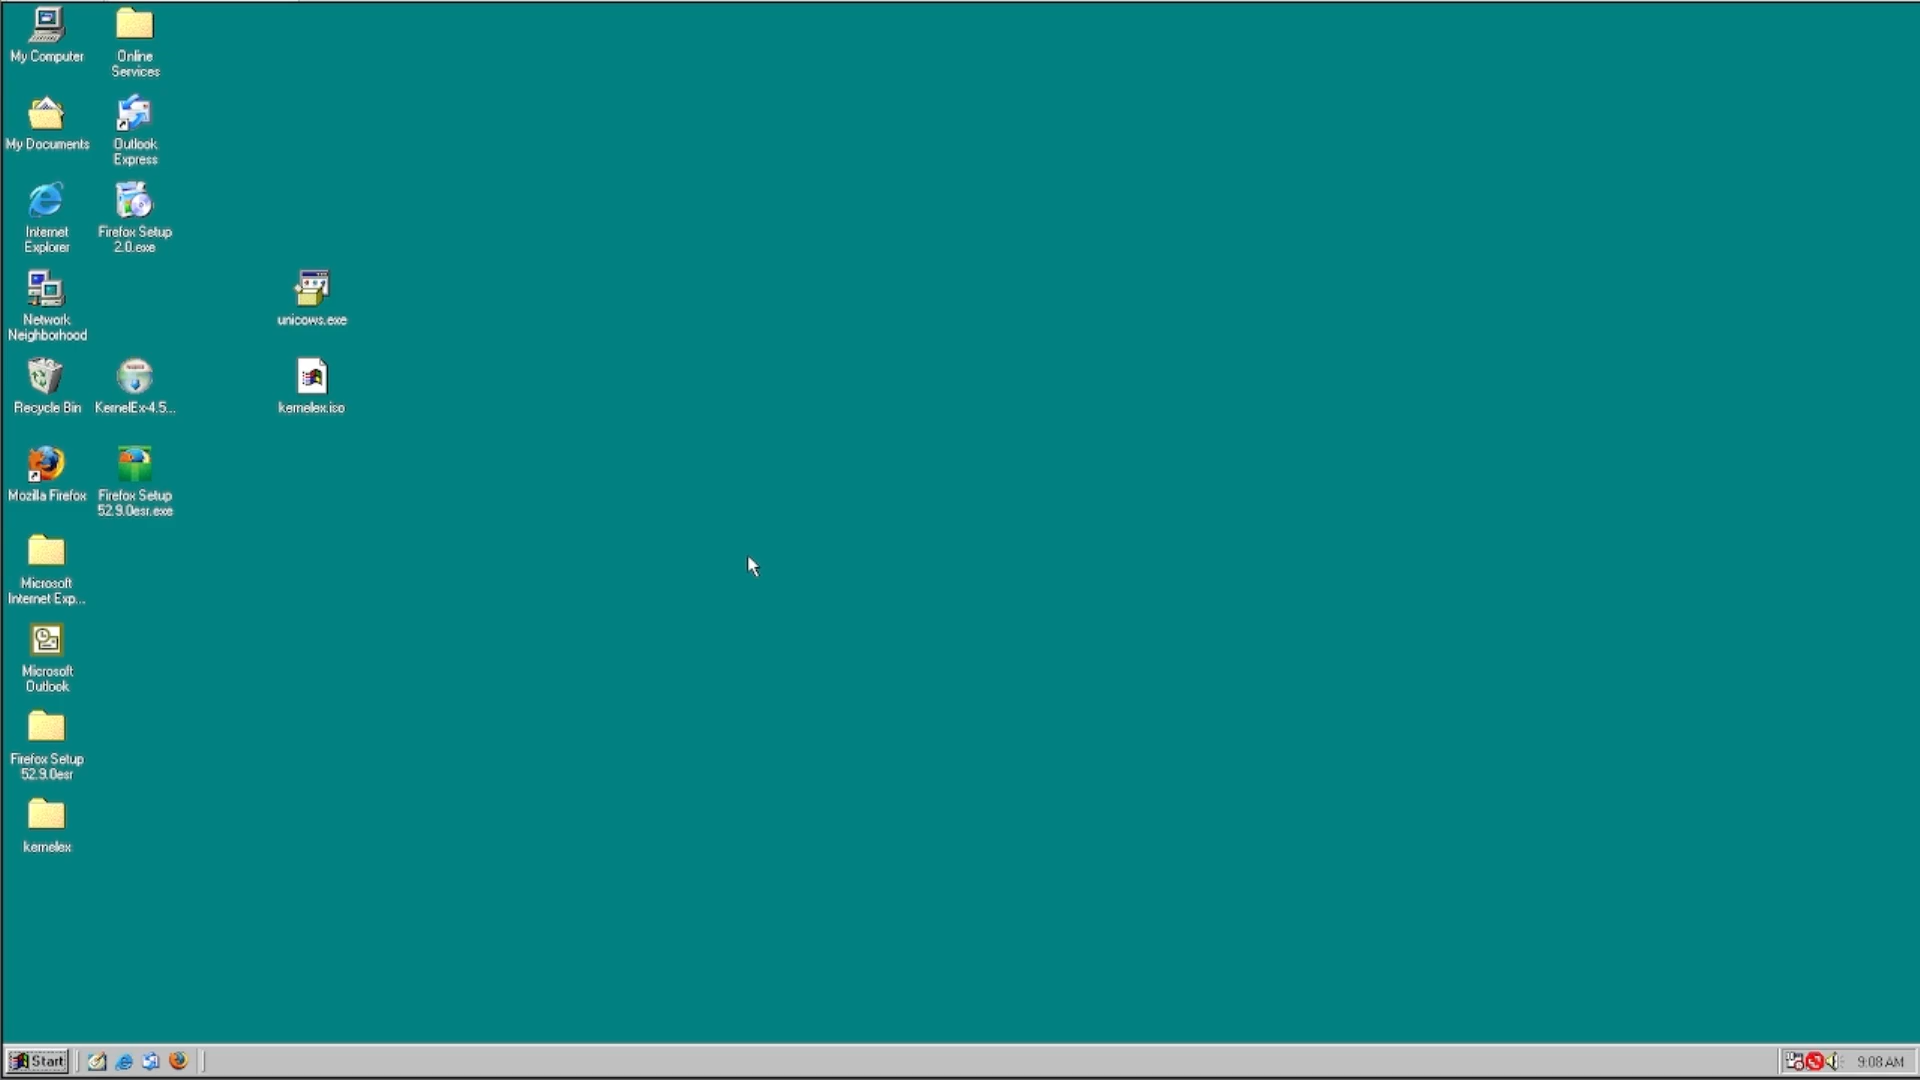 My Computer
Online
Services
My Documents
Outlook
Express
Internet
Explorer
Firefox Setup
2.0.exe
Network
Neighborhood
unicows.exe
Recycle Bin
KernelEx-4.5...
kernelex.iso
Mozilla Firefox
Firefox Setup
52.9.0esr.exe
Microsoft
Internet Exp...
Microsoft
Outlook
Firefox Setup
52.9.0esr
kernelex
Start
9:08 AM